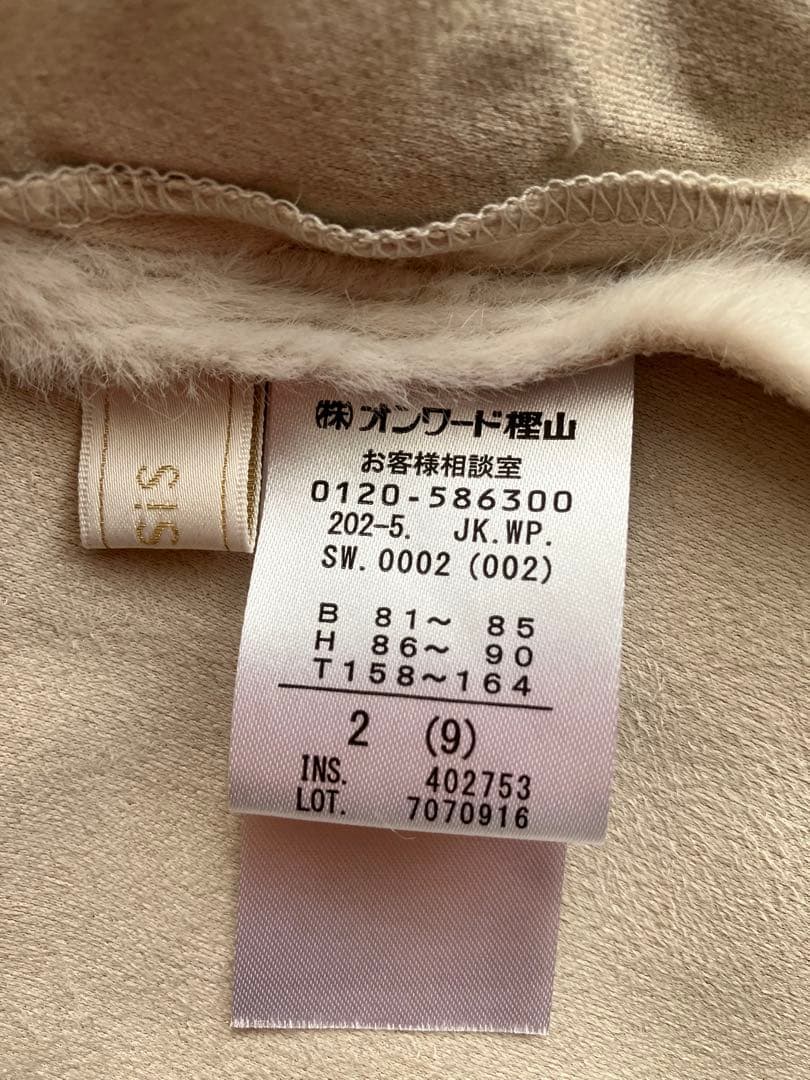 sis
(株)オンワード樫山
お客様相談室
0120-586300
202-5. JK.WP.
SW.0002(002)
B 81～ 85
H 86～ 90
T158～164
2 (9)
INS. 402753
LOT. 7070916